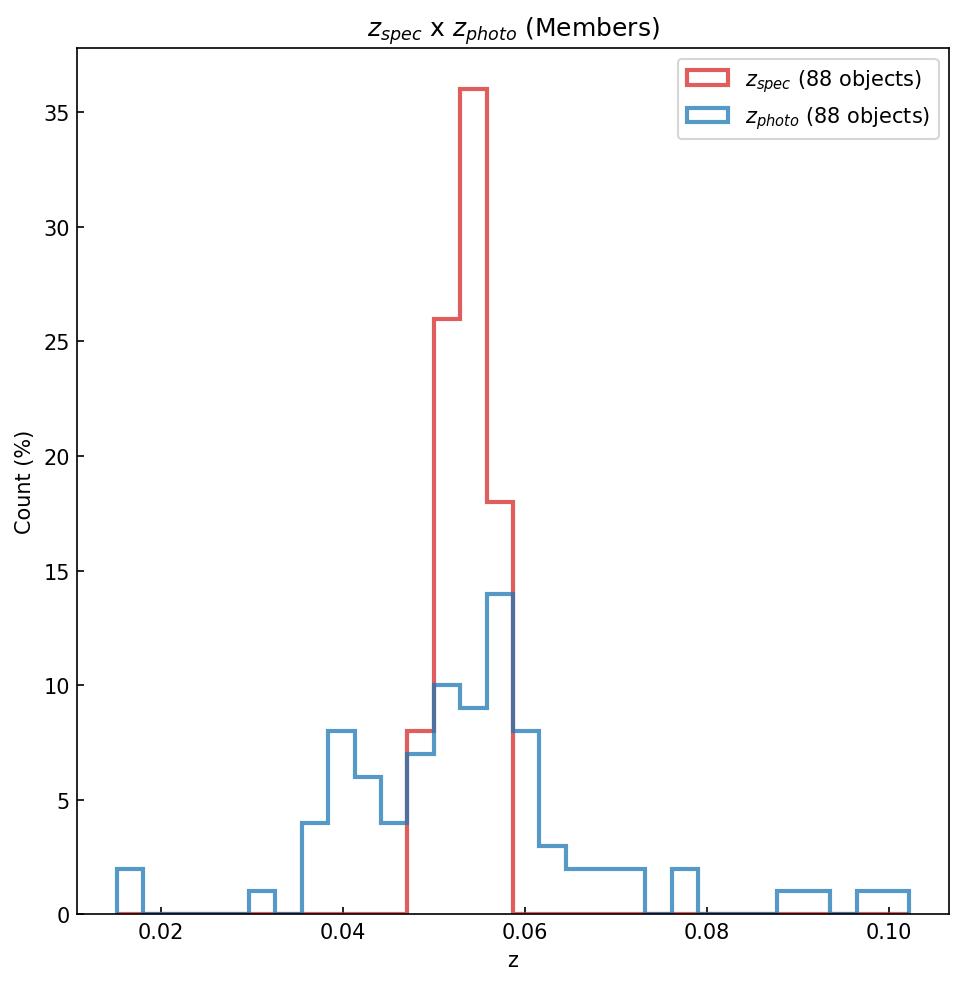 z_spec x z_photo (Members)
z_spec (88 objects)
z_photo (88 objects)
Count (%)
35
30
25
20
15
10
5
0
0.02 0.04 0.06 0.08 0.10
z